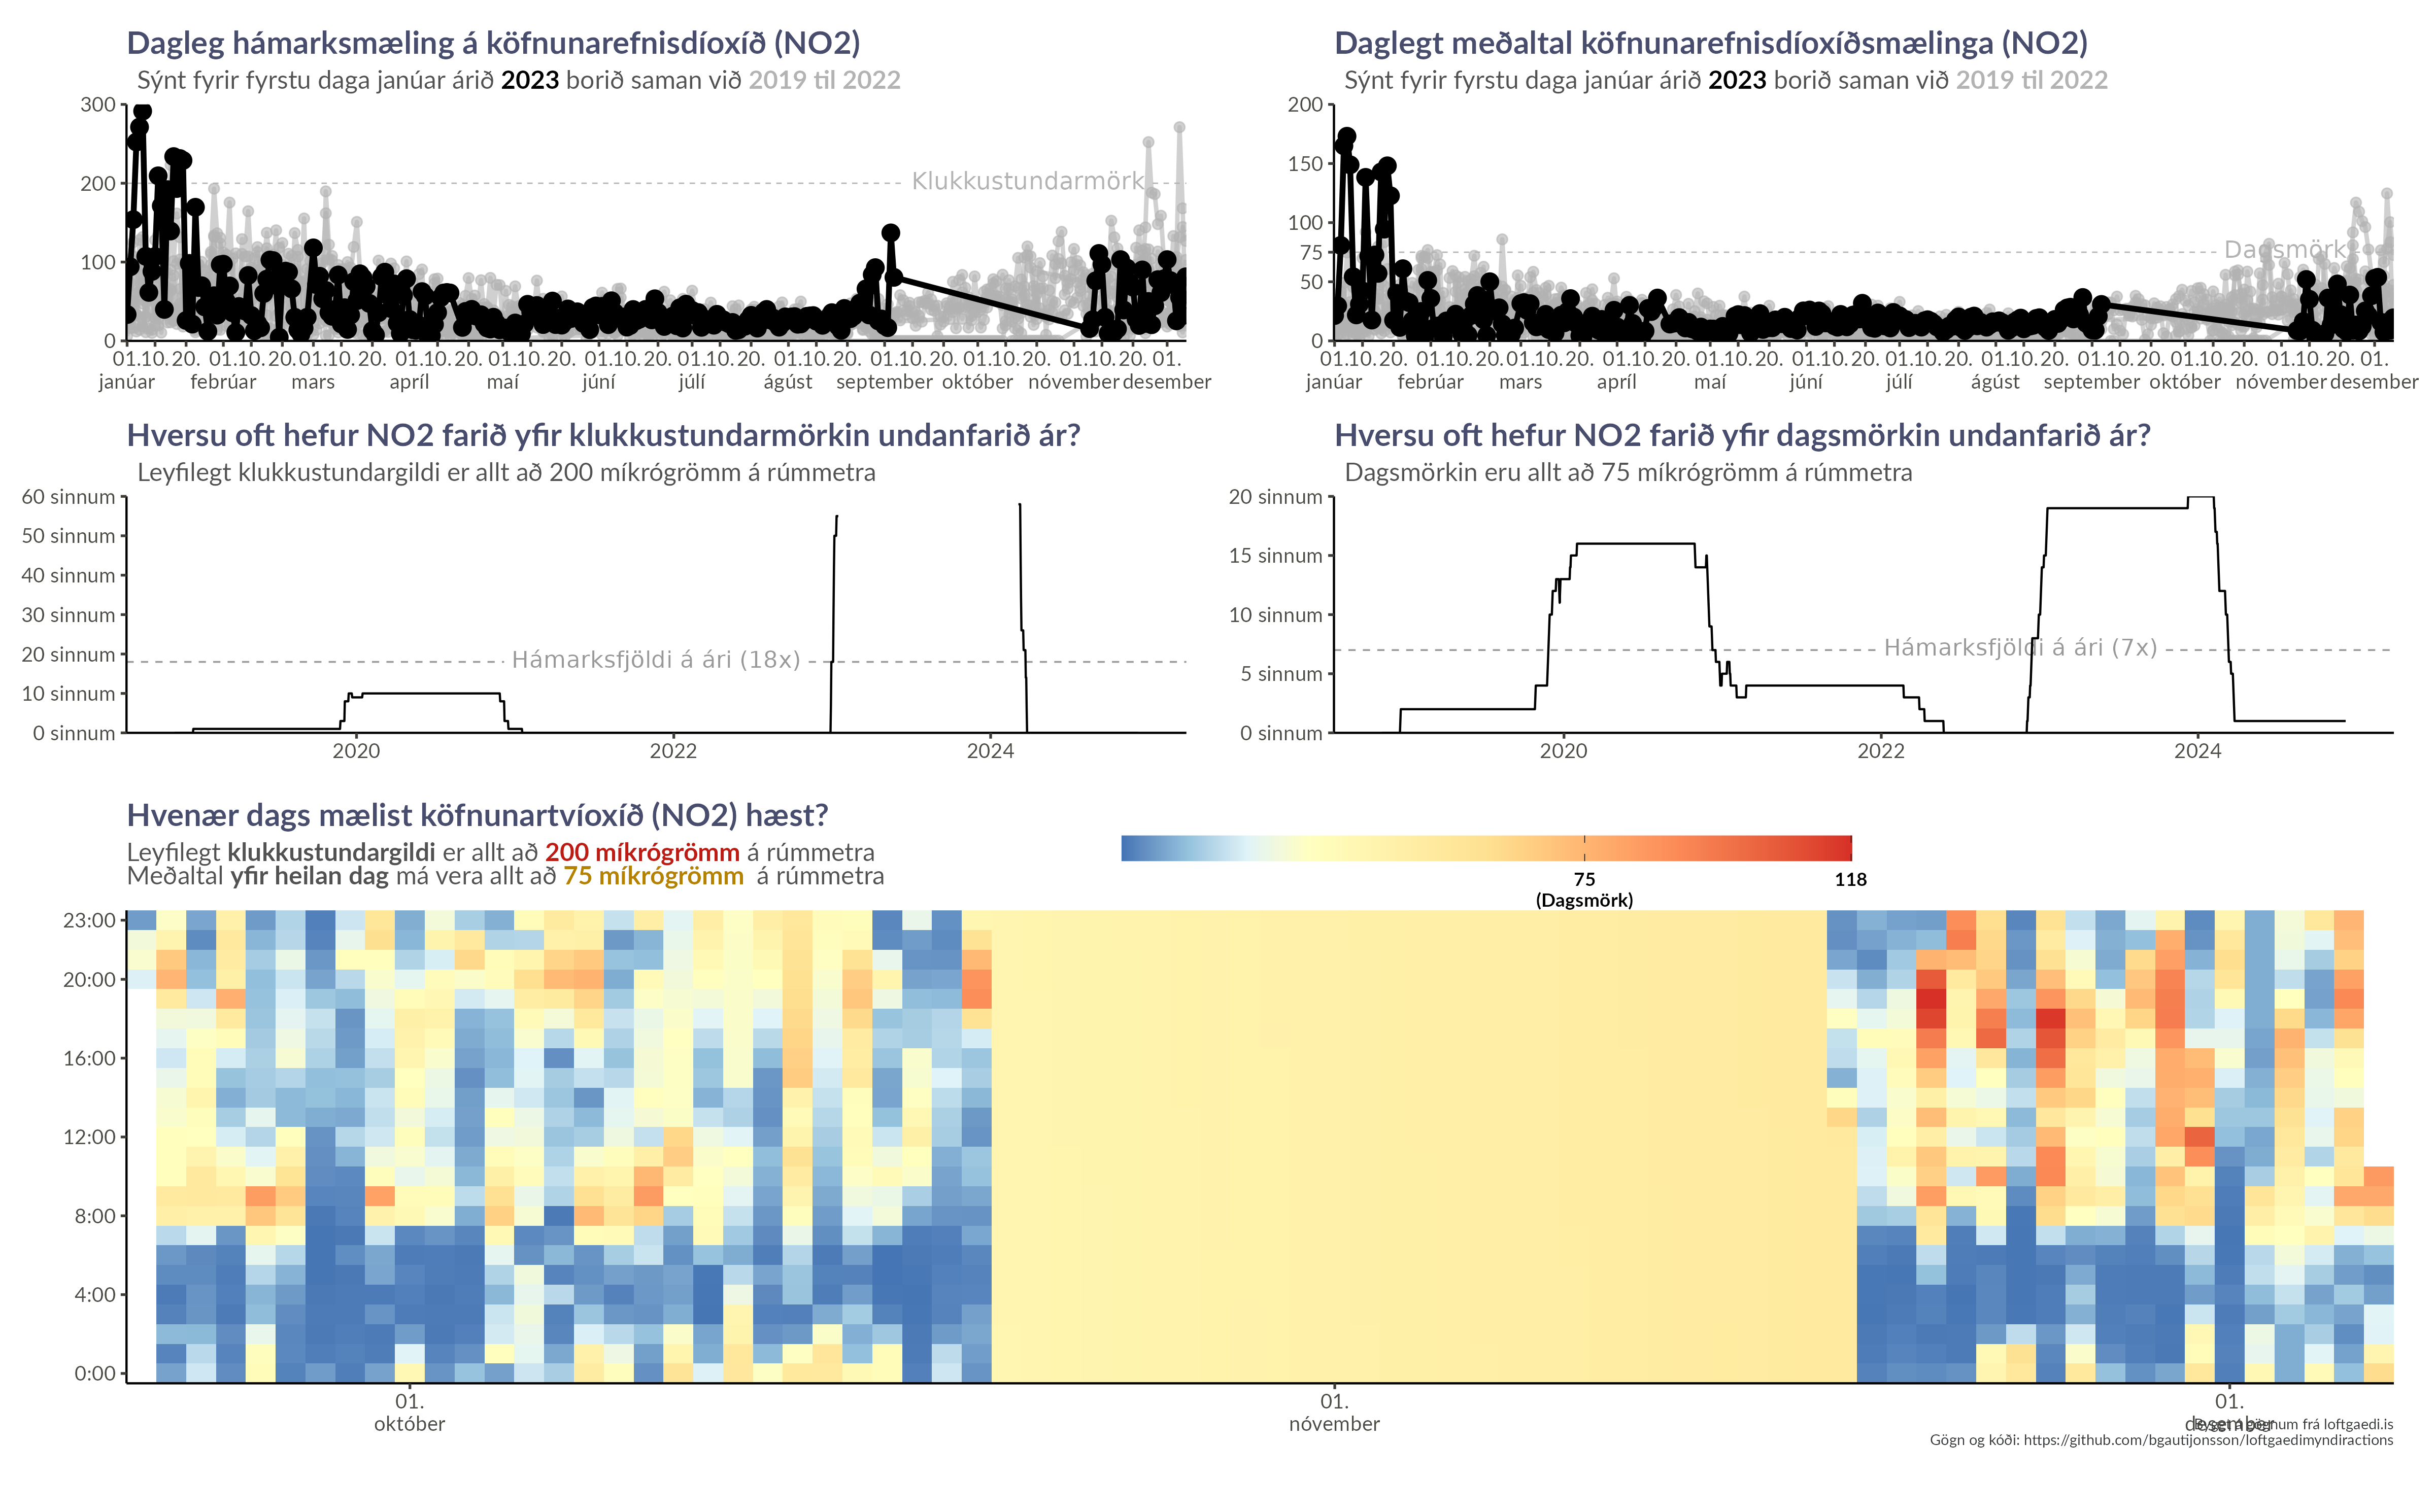 Dagleg hámarksmæling á köfnunarefnisdíoxíð (NO2)
Sýnt fyrir fyrstu daga janúar árið 2023 borið saman við 2019 til 2022
300
200
100
0
Klukkustundarmörk
01. 10. 20. 01. 10. 20. 01. 10. 20. 01. 10. 20. 01. 10. 20. 01. 10. 20. 01. 10. 20. 01. 10. 20. 01. 10. 20. 01. 10. 20. 01. 10. 20. 01.
janúar febrúar mars apríl maí júní júlí ágúst september október nóvember desember
Daglegt meðaltal köfnunarefnisdíoxíðsmælinga (NO2)
Sýnt fyrir fyrstu daga janúar árið 2023 borið saman við 2019 til 2022
200
150
100
75
50
0
Dagsmörk
01. 10. 20. 01. 10. 20. 01. 10. 20. 01. 10. 20. 01. 10. 20. 01. 10. 20. 01. 10. 20. 01. 10. 20. 01. 10. 20. 01. 10. 20. 01. 10. 20. 01.
janúar febrúar mars apríl maí júní júlí ágúst september október nóvember desember
Hversu oft hefur NO2 farið yfir klukkustundarmörkin undanfarið ár?
Leyfilegt klukkustundargildi er allt að 200 míkrógrömm á rúmmetra
60 sinnum
50 sinnum
40 sinnum
30 sinnum
20 sinnum
10 sinnum
0 sinnum
Hámarksfjöldi á ári (18x)
2020 2022 2024
Hversu oft hefur NO2 farið yfir dagsmörkin undanfarið ár?
Dagsmörkin eru allt að 75 míkrógrömm á rúmmetra
20 sinnum
15 sinnum
10 sinnum
5 sinnum
0 sinnum
Hámarksfjöldi á ári (7x)
2020 2022 2024
Hvenær dags mælist köfnunartvíoxíð (NO2) hæst?
Leyfilegt klukkustundargildi er allt að 200 míkrógrömm á rúmmetra
Meðaltal yfir heilan dag má vera allt að 75 míkrógrömm á rúmmetra
75 118
(Dagsmörk)
23:00
20:00
16:00
12:00
8:00
4:00
0:00
01. 01. 01.
október nóvember desember
Byggt á gögnum frá loftgaedi.is
Gögn og kóði: https://github.com/bgautijonsson/loftgaedimyndiractions